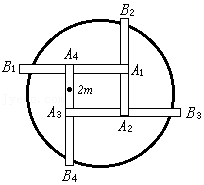 B₂
A₄
B₁ A₁
2m
A₃ B₃
A₂
B₄